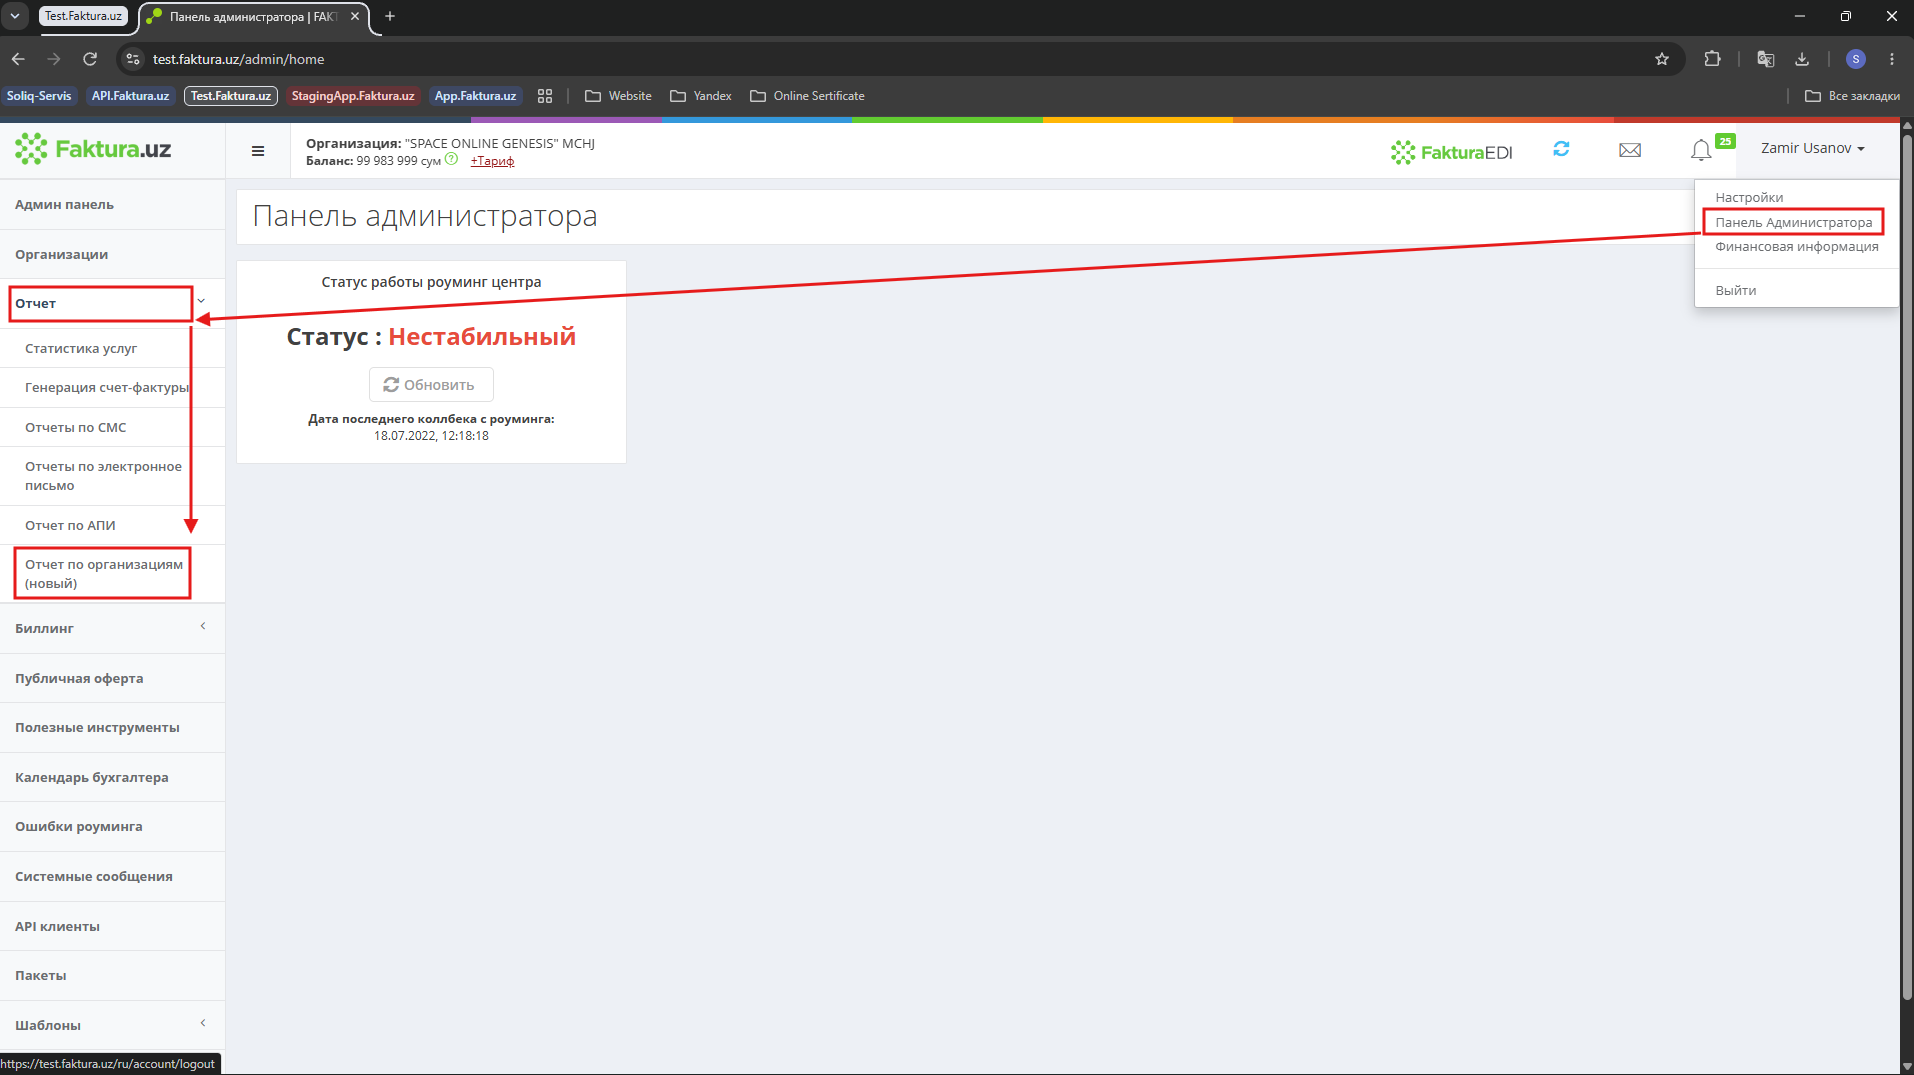 Test.Faktura.uz
Панель администратора | FAKT
test.faktura.uz/admin/home
S
Soliq-Servis
API.Faktura.uz
Test.Faktura.uz
StagingApp.Faktura.uz
App.Faktura.uz
Website
Yandex
Online Sertificate
Все закладки
Faktura.uz
Организация: "SPACE ONLINE GENESIS" MCHJ
Баланс: 99 983 999 сум ? +Тариф
FakturaEDI
25
Zamir Usanov
Настройки
Панель Администратора
Финансовая информация
Выйти
Админ панель
Организации
Отчет
Статистика услуг
Генерация счет-фактуры
Отчеты по СМС
Отчеты по электронное
письмо
Отчет по АПИ
Отчет по организациям
(новый)
Биллинг
Публичная оферта
Полезные инструменты
Календарь бухгалтера
Ошибки роуминга
Системные сообщения
API клиенты
Пакеты
Шаблоны
Панель администратора
Статус работы роуминг центра
Статус : Нестабильный
Обновить
Дата последнего коллбека с роуминга:
18.07.2022, 12:18:18
https://test.faktura.uz/ru/account/logout